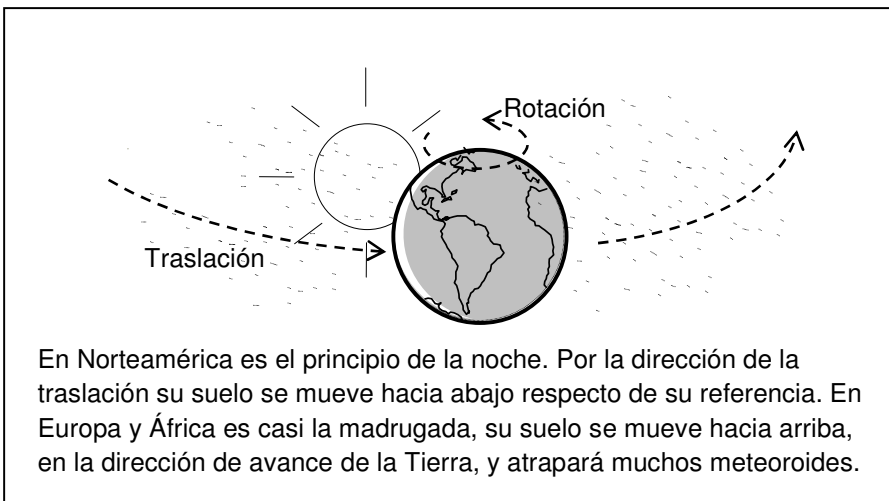 Rotación
Traslación
En Norteamérica es el principio de la noche. Por la dirección de la
traslación su suelo se mueve hacia abajo respecto de su referencia. En
Europa y África es casi la madrugada, su suelo se mueve hacia arriba,
en la dirección de avance de la Tierra, y atrapará muchos meteoroides.